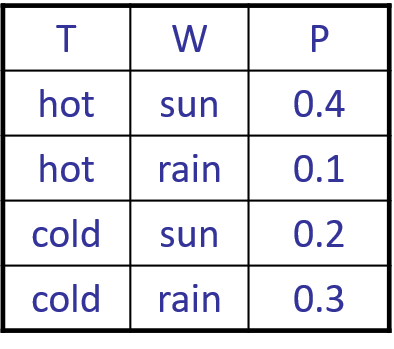 T W P
hot sun 0.4
hot rain 0.1
cold sun 0.2
cold rain 0.3